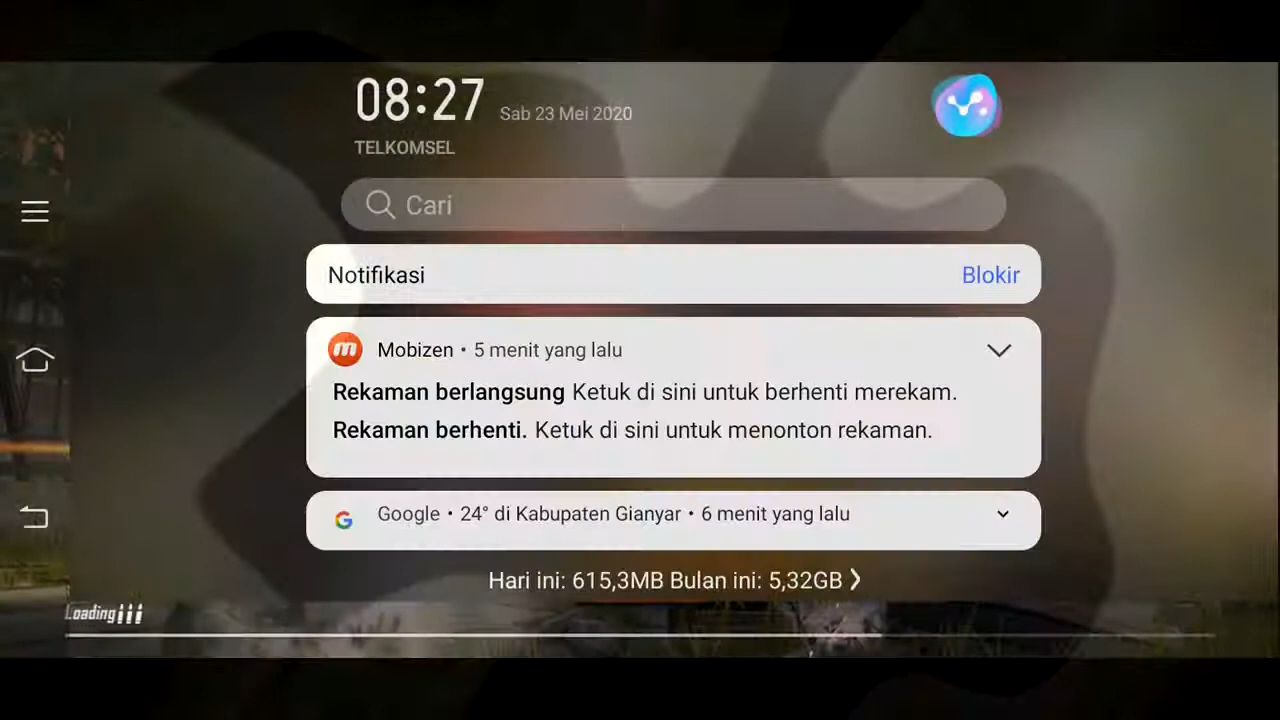 08:27 Sab 23 Mei 2020
TELKOMSEL
Cari
Notifikasi Blokir
Mobizen • 5 menit yang lalu
Rekaman berlangsung Ketuk di sini untuk berhenti merekam.
Rekaman berhenti. Ketuk di sini untuk menonton rekaman.
Google • 24° di Kabupaten Gianyar • 6 menit yang lalu
Hari ini: 615,3MB Bulan ini: 5,32GB
Loading